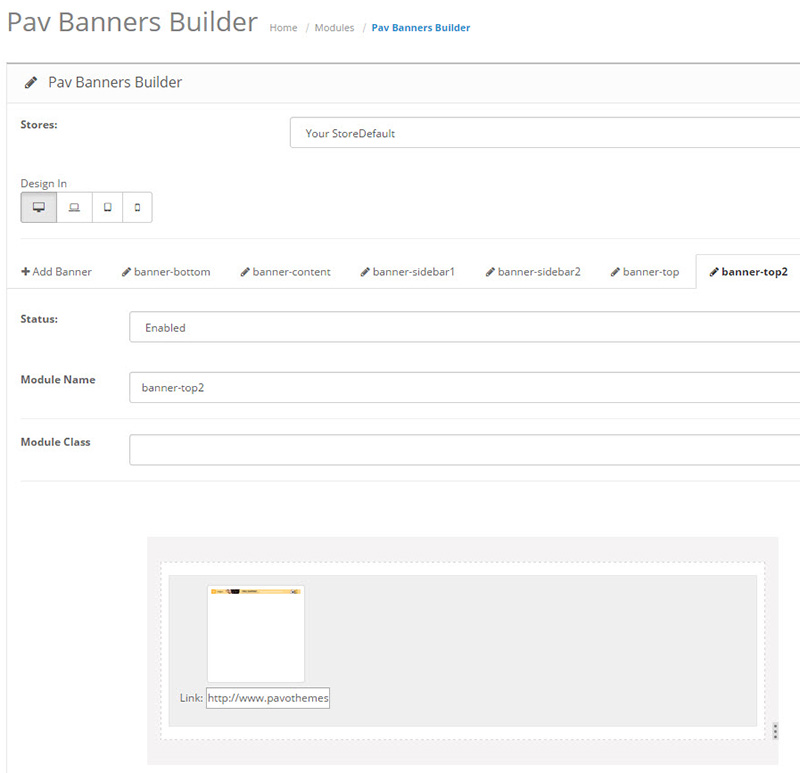 Pav Banners Builder Home / Modules / Pav Banners Builder
Pav Banners Builder
Stores: Your StoreDefault
Design In
Add Banner banner-bottom banner-content banner-sidebar1 banner-sidebar2 banner-top banner-top2
Status: Enabled
Module Name banner-top2
Module Class
Link: http://www.pavothemes